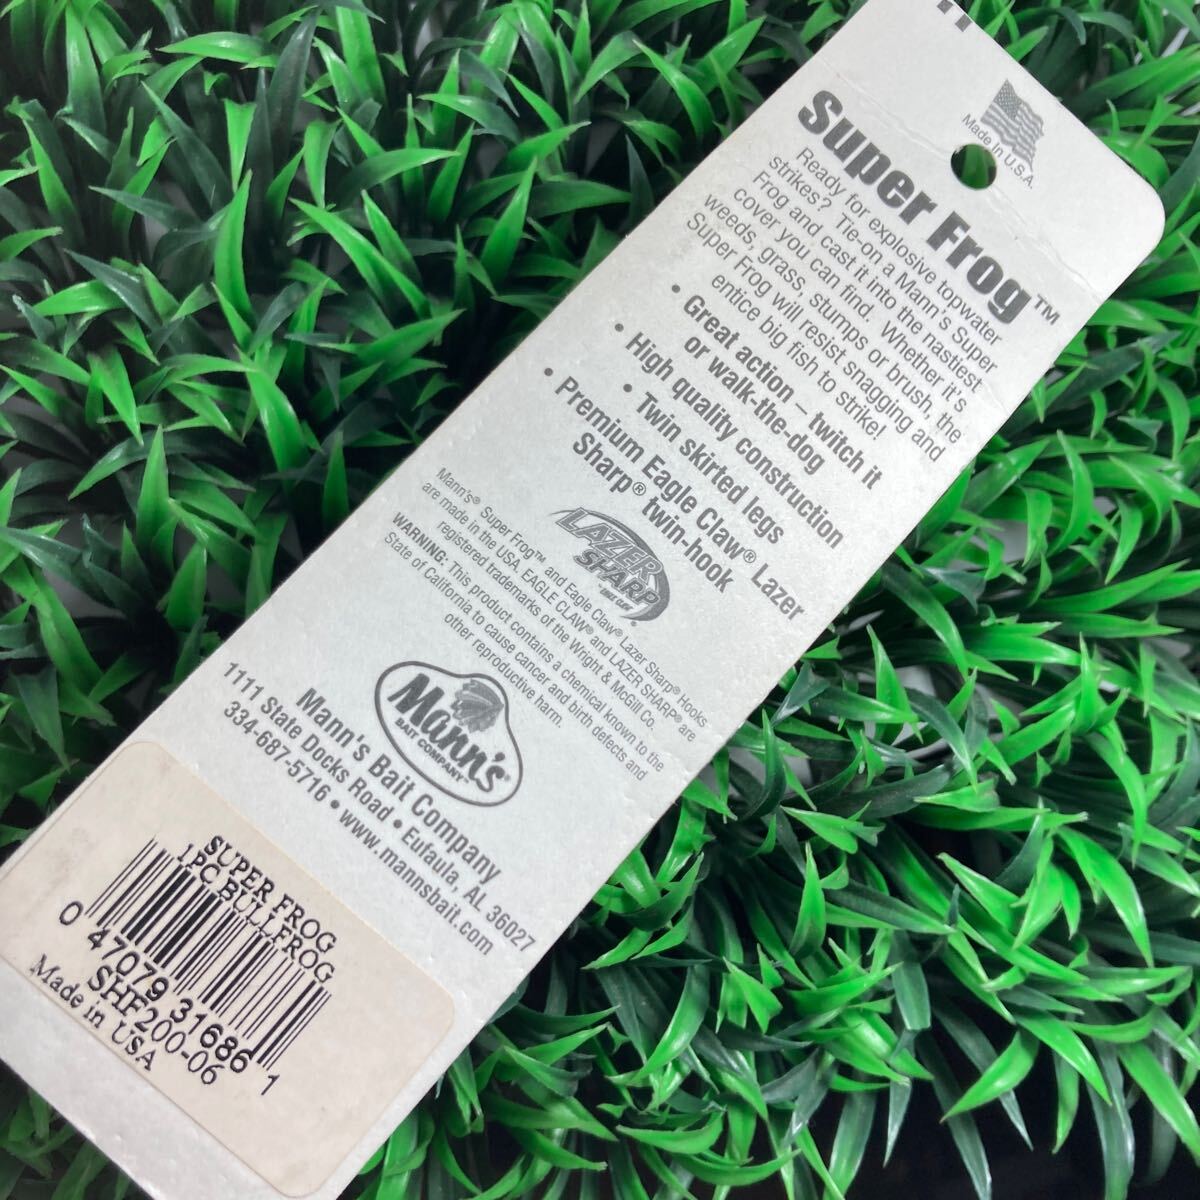 Made in U.S.A.
Super Frog™
Ready for explosive topwater
strikes? Tie-on a Mann's Super
Frog and cast it into the nastiest
cover you can find. Whether it's
weeds, grass, stumps or brush, the
Super Frog will resist snagging and
entice big fish to strike!
• Great action – twitch it
or walk-the-dog
• High quality construction
• Twin skirted legs
• Premium Eagle Claw® Lazer
Sharp® twin-hook
LAZER
SHARP®
EAGLE CLAW
Mann's® Super Frog™ and Eagle Claw® Lazer Sharp® Hooks
are made in the USA. EAGLE CLAW® and LAZER SHARP® are
registered trademarks of the Wright & McGill Co.
WARNING: This product contains a chemical known to the
State of California to cause cancer and birth defects and
other reproductive harm.
Mann's®
BAIT COMPANY
Mann's Bait Company
1111 State Docks Road • Eufaula, AL 36027
334-687-5716 • www.mannsbait.com
SUPER FROG
1PC BULLFROG
0 47079 31686 1
SHF200-06
Made in USA